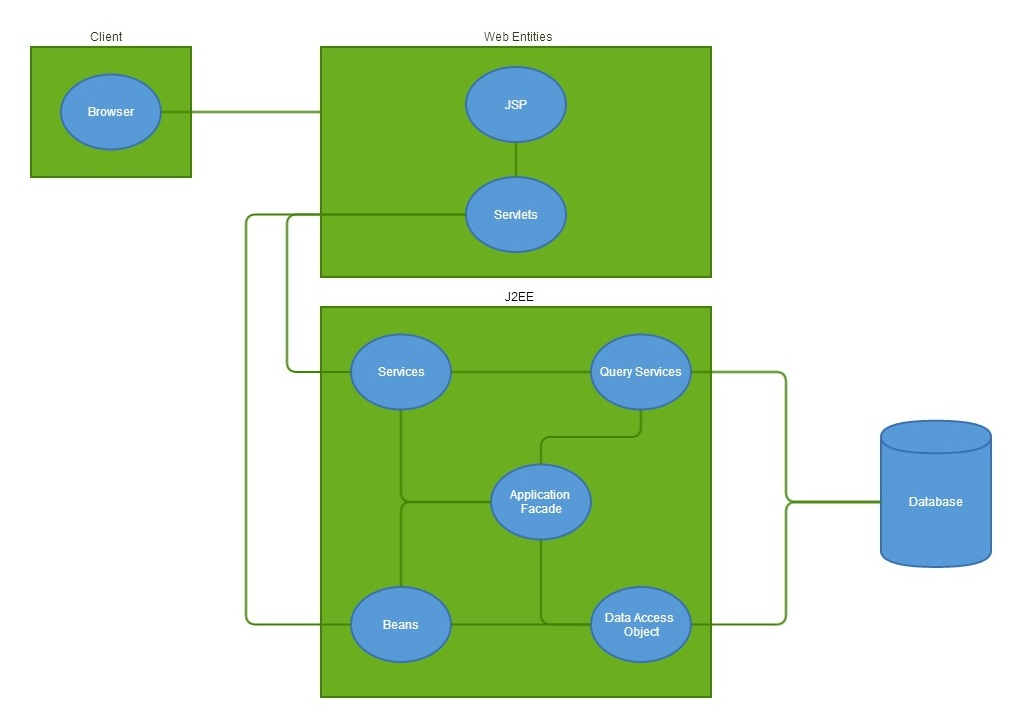 Client
Web Entities
Browser
JSP
Servlets
J2EE
Services
Query Services
Application
Facade
Database
Beans
Data Access
Object